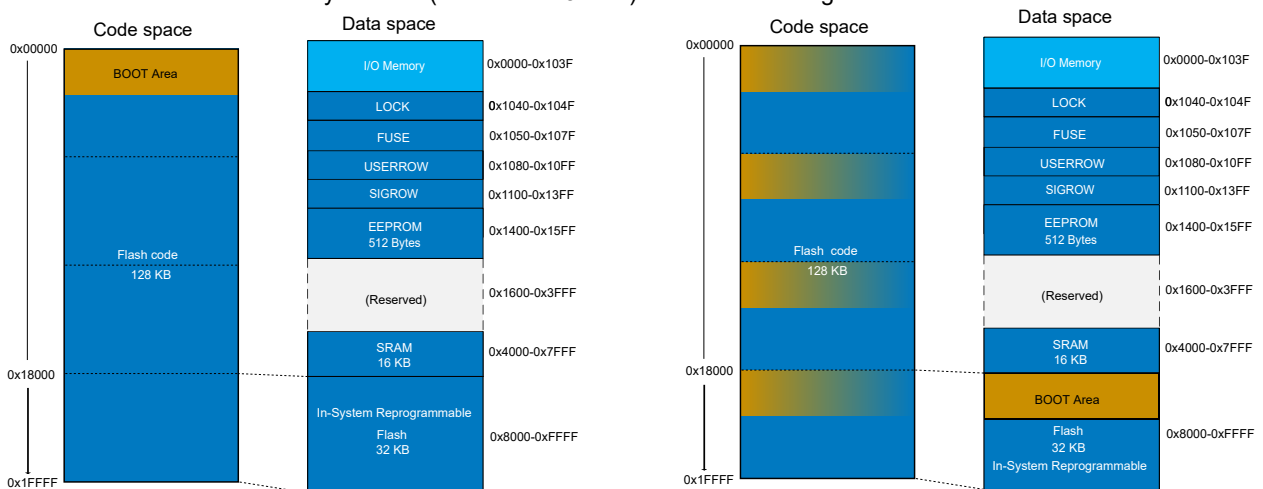 Code space
Data space
0x00000
BOOT Area
I/O Memory
0x0000-0x103F
LOCK
0x1040-0x104F
FUSE
0x1050-0x107F
USERROW
0x1080-0x10FF
SIGROW
0x1100-0x13FF
EEPROM
512 Bytes
0x1400-0x15FF
Flash code
128 KB
(Reserved)
0x1600-0x3FFF
SRAM
16 KB
0x4000-0x7FFF
0x18000
In-System Reprogrammable
Flash
32 KB
0x8000-0xFFFF
0x1FFFF
Code space
Data space
0x00000
I/O Memory
0x0000-0x103F
LOCK
0x1040-0x104F
FUSE
0x1050-0x107F
USERROW
0x1080-0x10FF
SIGROW
0x1100-0x13FF
EEPROM
512 Bytes
0x1400-0x15FF
Flash code
128 KB
(Reserved)
0x1600-0x3FFF
SRAM
16 KB
0x4000-0x7FFF
0x18000
BOOT Area
Flash
32 KB
In-System Reprogrammable
0x8000-0xFFFF
0x1FFFF